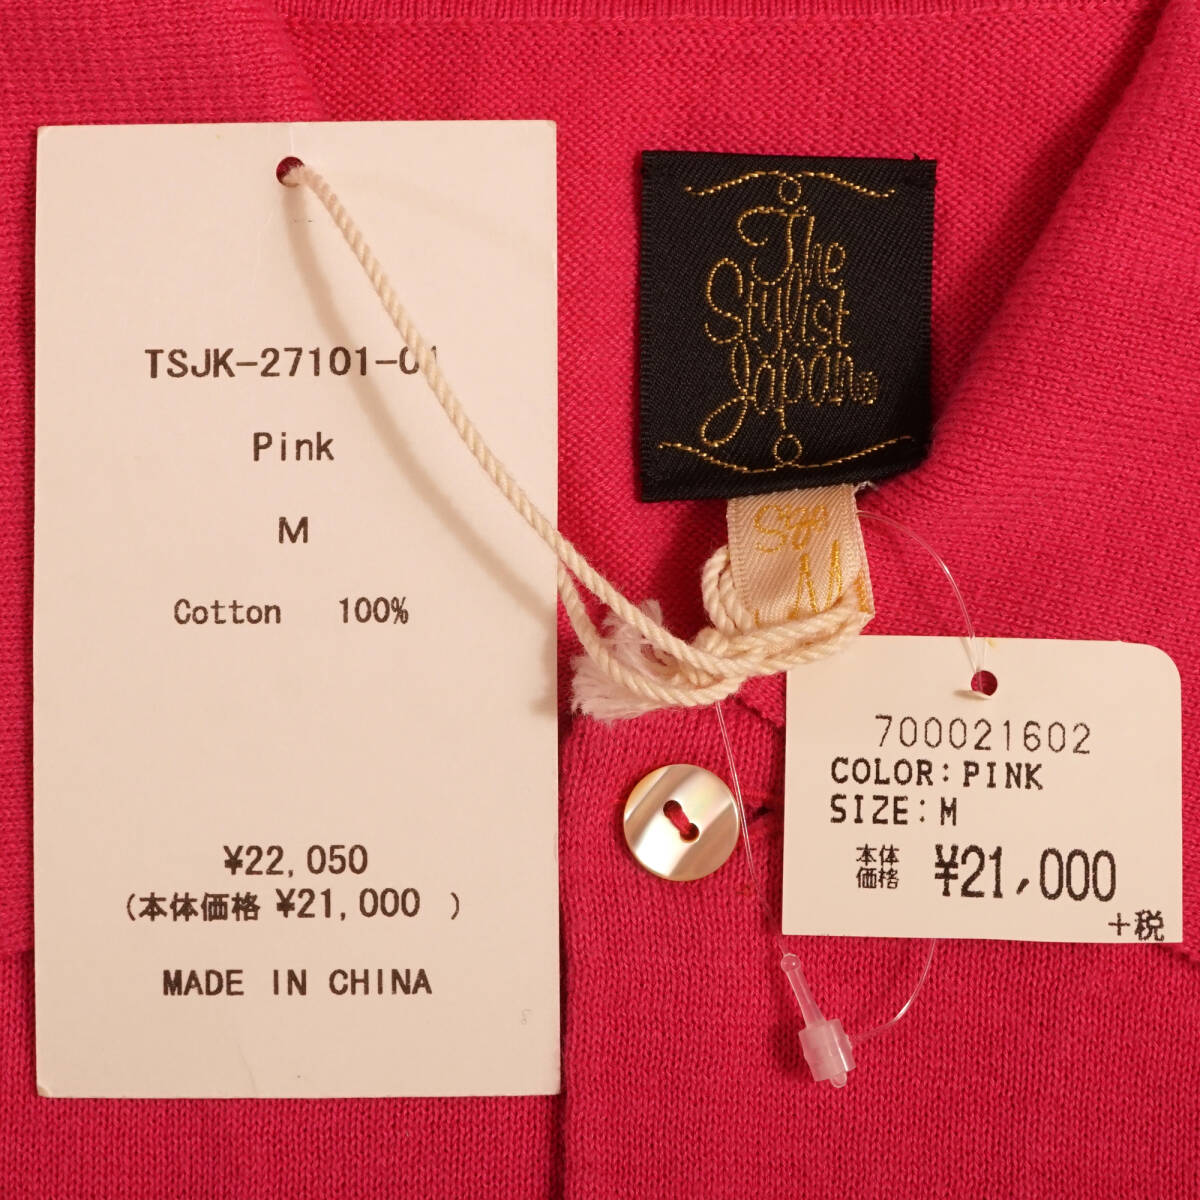 TSJK-27101-01
Pink
M
Cotton 100%
¥22,050
(本体価格 ¥21,000 )
MADE IN CHINA
The
Stylist
Japan®
Size
M
700021602
COLOR:PINK
SIZE:M
本体
価格 ¥21,000
+税